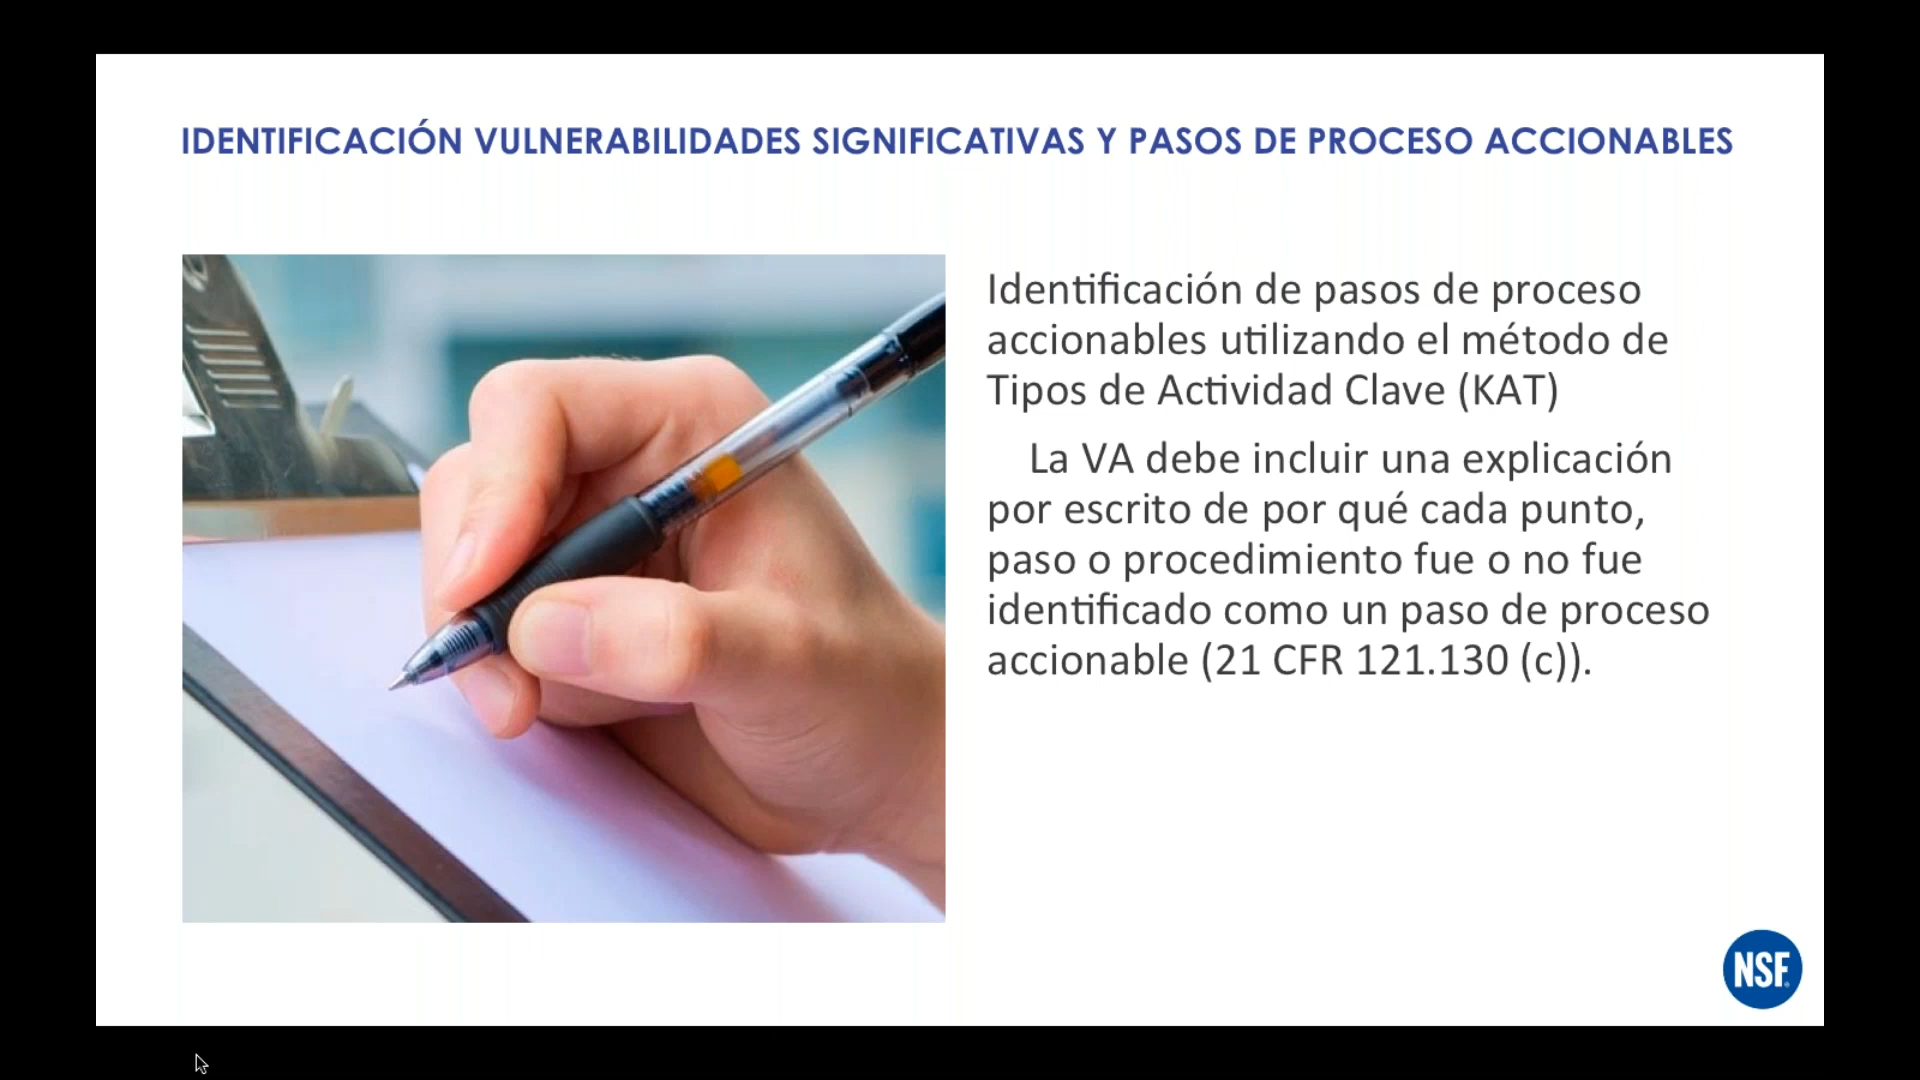 IDENTIFICACIÓN VULNERABILIDADES SIGNIFICATIVAS Y PASOS DE PROCESO ACCIONABLES
Identificación de pasos de proceso
accionables utilizando el método de
Tipos de Actividad Clave (KAT)
La VA debe incluir una explicación
por escrito de por qué cada punto,
paso o procedimiento fue o no fue
identificado como un paso de proceso
accionable (21 CFR 121.130 (c)).
NSF